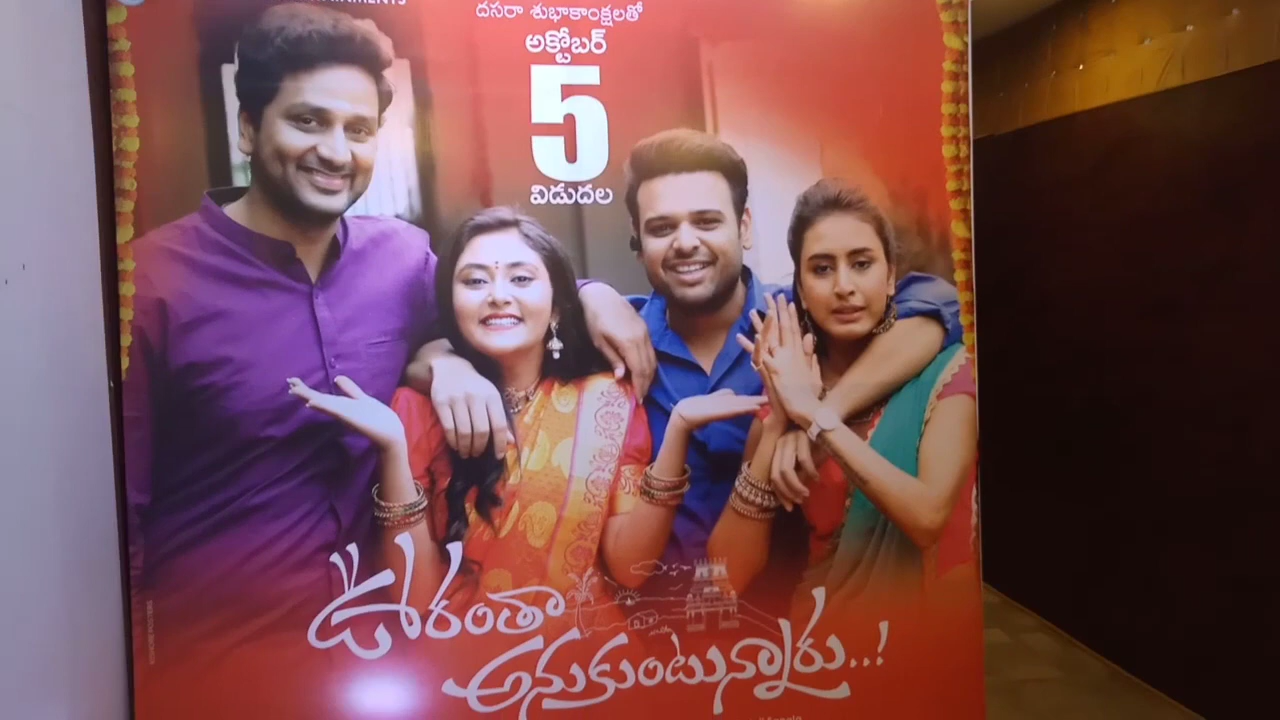 దసరా శుభాకాంక్షలతో
అక్టోబర్
5
విడుదల
ఊరంతా
అనుకుంటున్నారు..!